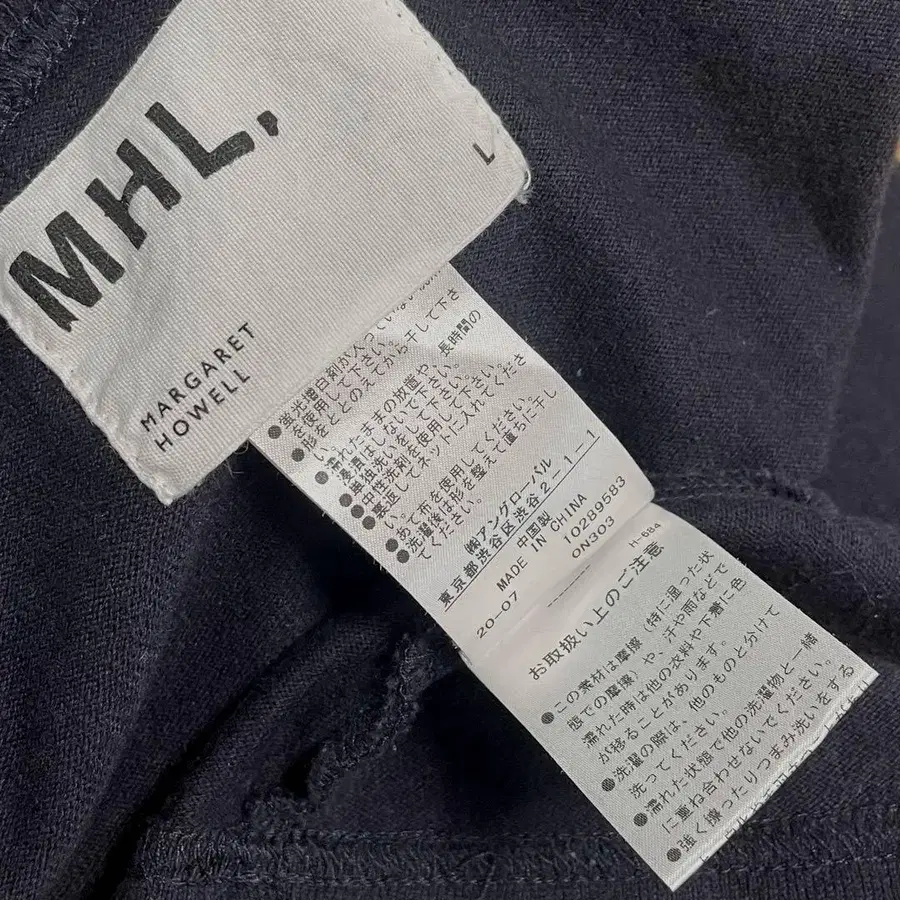 MHL,
L
MARGARET
HOWELL
●蛍光増白剤が入っていない
を使用して下さい。
●形をととのえてから干して下さ
い。
●濡れたままの放置や、長時間の
浸漬はしないで下さい。
●単独洗いをして下さい。
●中性洗剤を使用して下さい。
●裏返してネットに入れてくださ
い。
●あて布を使用してください。
●洗濯後は形を整えて直ちに干し
てください。
㈱アングローバル
東京都渋谷区渋谷2-1-1
中国製
MADE IN CHINA
20-07 10289583
0N303
H-684
お取扱い上のご注意
●この素材は摩擦(特に湿った状
態での摩擦)や、汗や雨などで
濡れた時は他の衣料や下着に色
が移ることがあります。
●洗濯の際は、他のものと分けて
洗ってください。
●濡れた状態で他の洗濯物と一緒
に重ね合わせないでください。
●強く擦ったりつまみ洗いをする